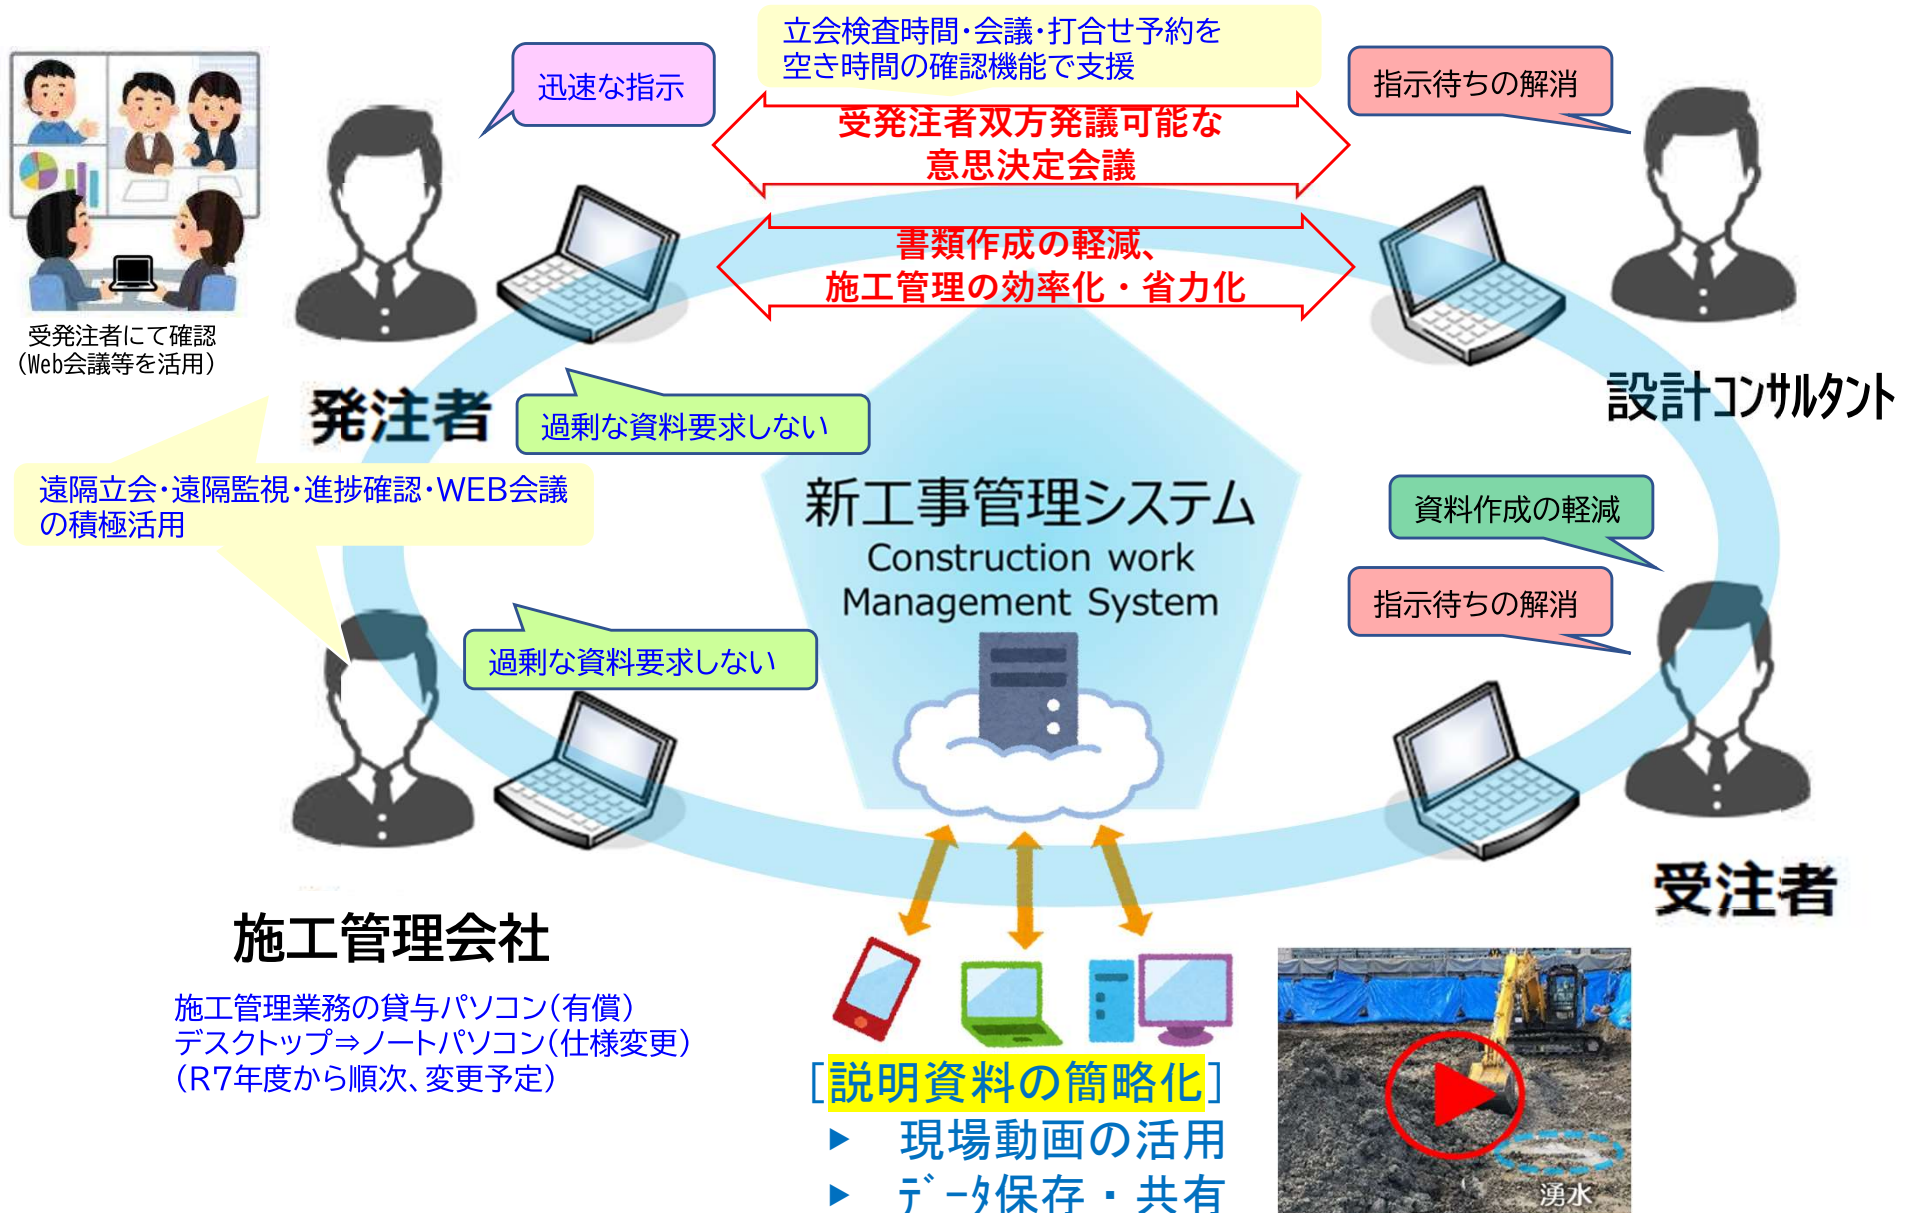 立会検査時間・会議・打合せ予約を
空き時間の確認機能で支援
迅速な指示
指示待ちの解消
受発注者双方発議可能な
意思決定会議
書類作成の軽減、
施工管理の効率化・省力化
受発注者にて確認
(Web会議等を活用)
発注者
設計コンサルタント
過剰な資料要求しない
遠隔立会・遠隔監視・進捗確認・WEB会議
の積極活用
新工事管理システム
Construction work
Management System
資料作成の軽減
指示待ちの解消
過剰な資料要求しない
受注者
施工管理会社
施工管理業務の貸与パソコン(有償)
デスクトップ⇒ノートパソコン(仕様変更)
(R7年度から順次、変更予定)
[説明資料の簡略化]
▶ 現場動画の活用
▶ データ保存・共有
湧水